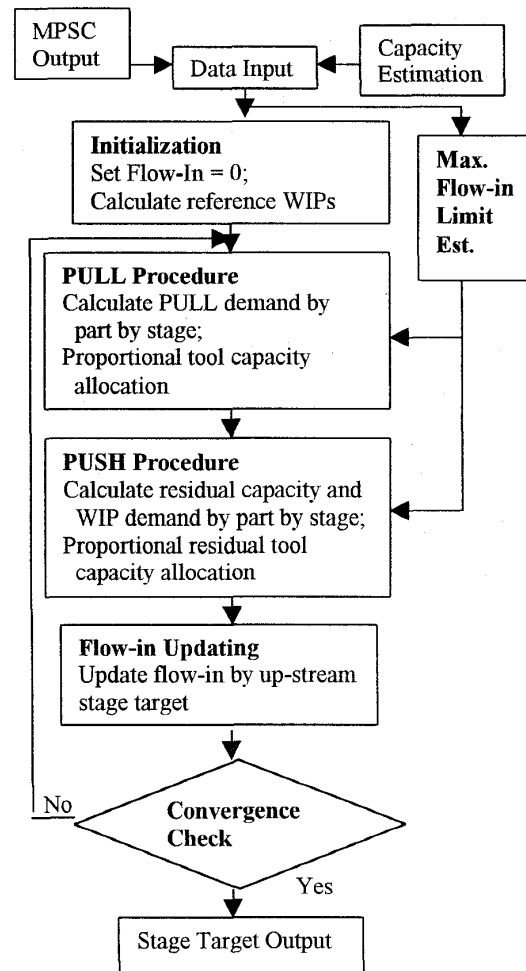 MPSC
Output
Data Input
Capacity
Estimation
Initialization
Set Flow-In = 0;
Calculate reference WIPs
Max.
Flow-in
Limit
Est.
PULL Procedure
Calculate PULL demand by
part by stage;
Proportional tool capacity
allocation
PUSH Procedure
Calculate residual capacity and
WIP demand by part by stage;
Proportional residual tool
capacity allocation
Flow-in Updating
Update flow-in by up-stream
stage target
No
Convergence
Check
Yes
Stage Target Output